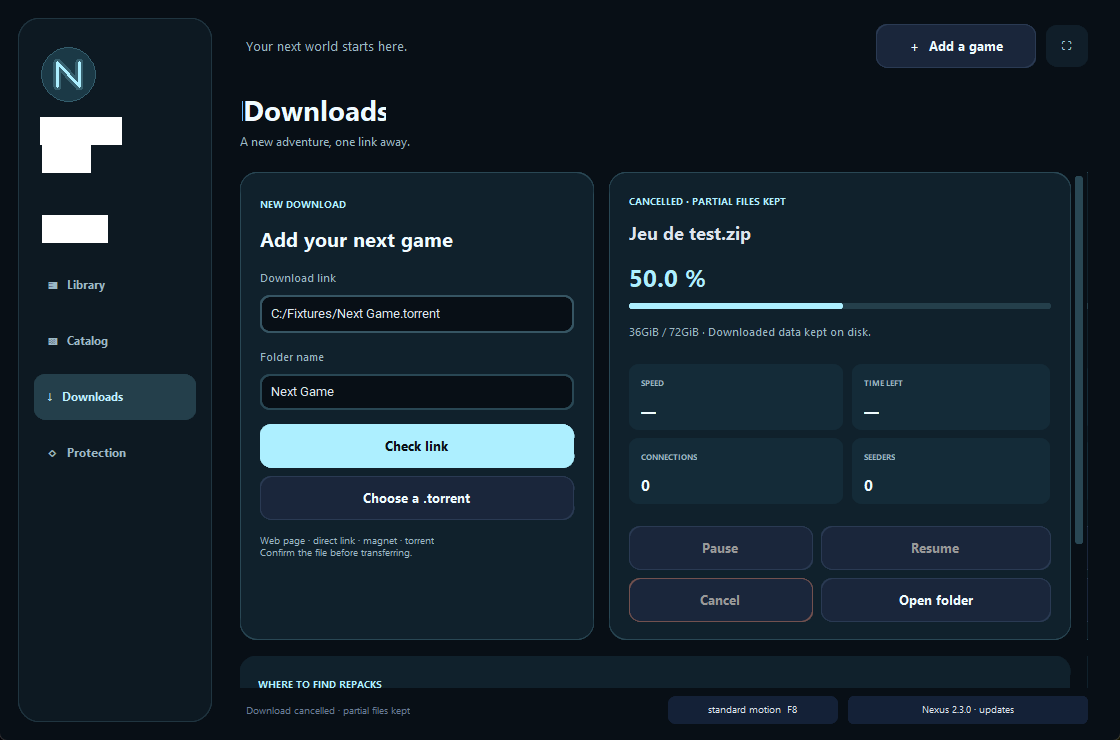 N
Your next world starts here.
+ Add a game
Downloads
A new adventure, one link away.
Library
Catalog
↓ Downloads
Protection
NEW DOWNLOAD
Add your next game
Download link
C:/Fixtures/Next Game.torrent
Folder name
Next Game
Check link
Choose a .torrent
Web page · direct link · magnet · torrent
Confirm the file before transferring.
CANCELLED · PARTIAL FILES KEPT
Jeu de test.zip
50.0 %
36GiB / 72GiB · Downloaded data kept on disk.
SPEED
—
TIME LEFT
—
CONNECTIONS
0
SEEDERS
0
Pause
Resume
Cancel
Open folder
WHERE TO FIND REPACKS
Download cancelled · partial files kept
standard motion F8
Nexus 2.3.0 · updates